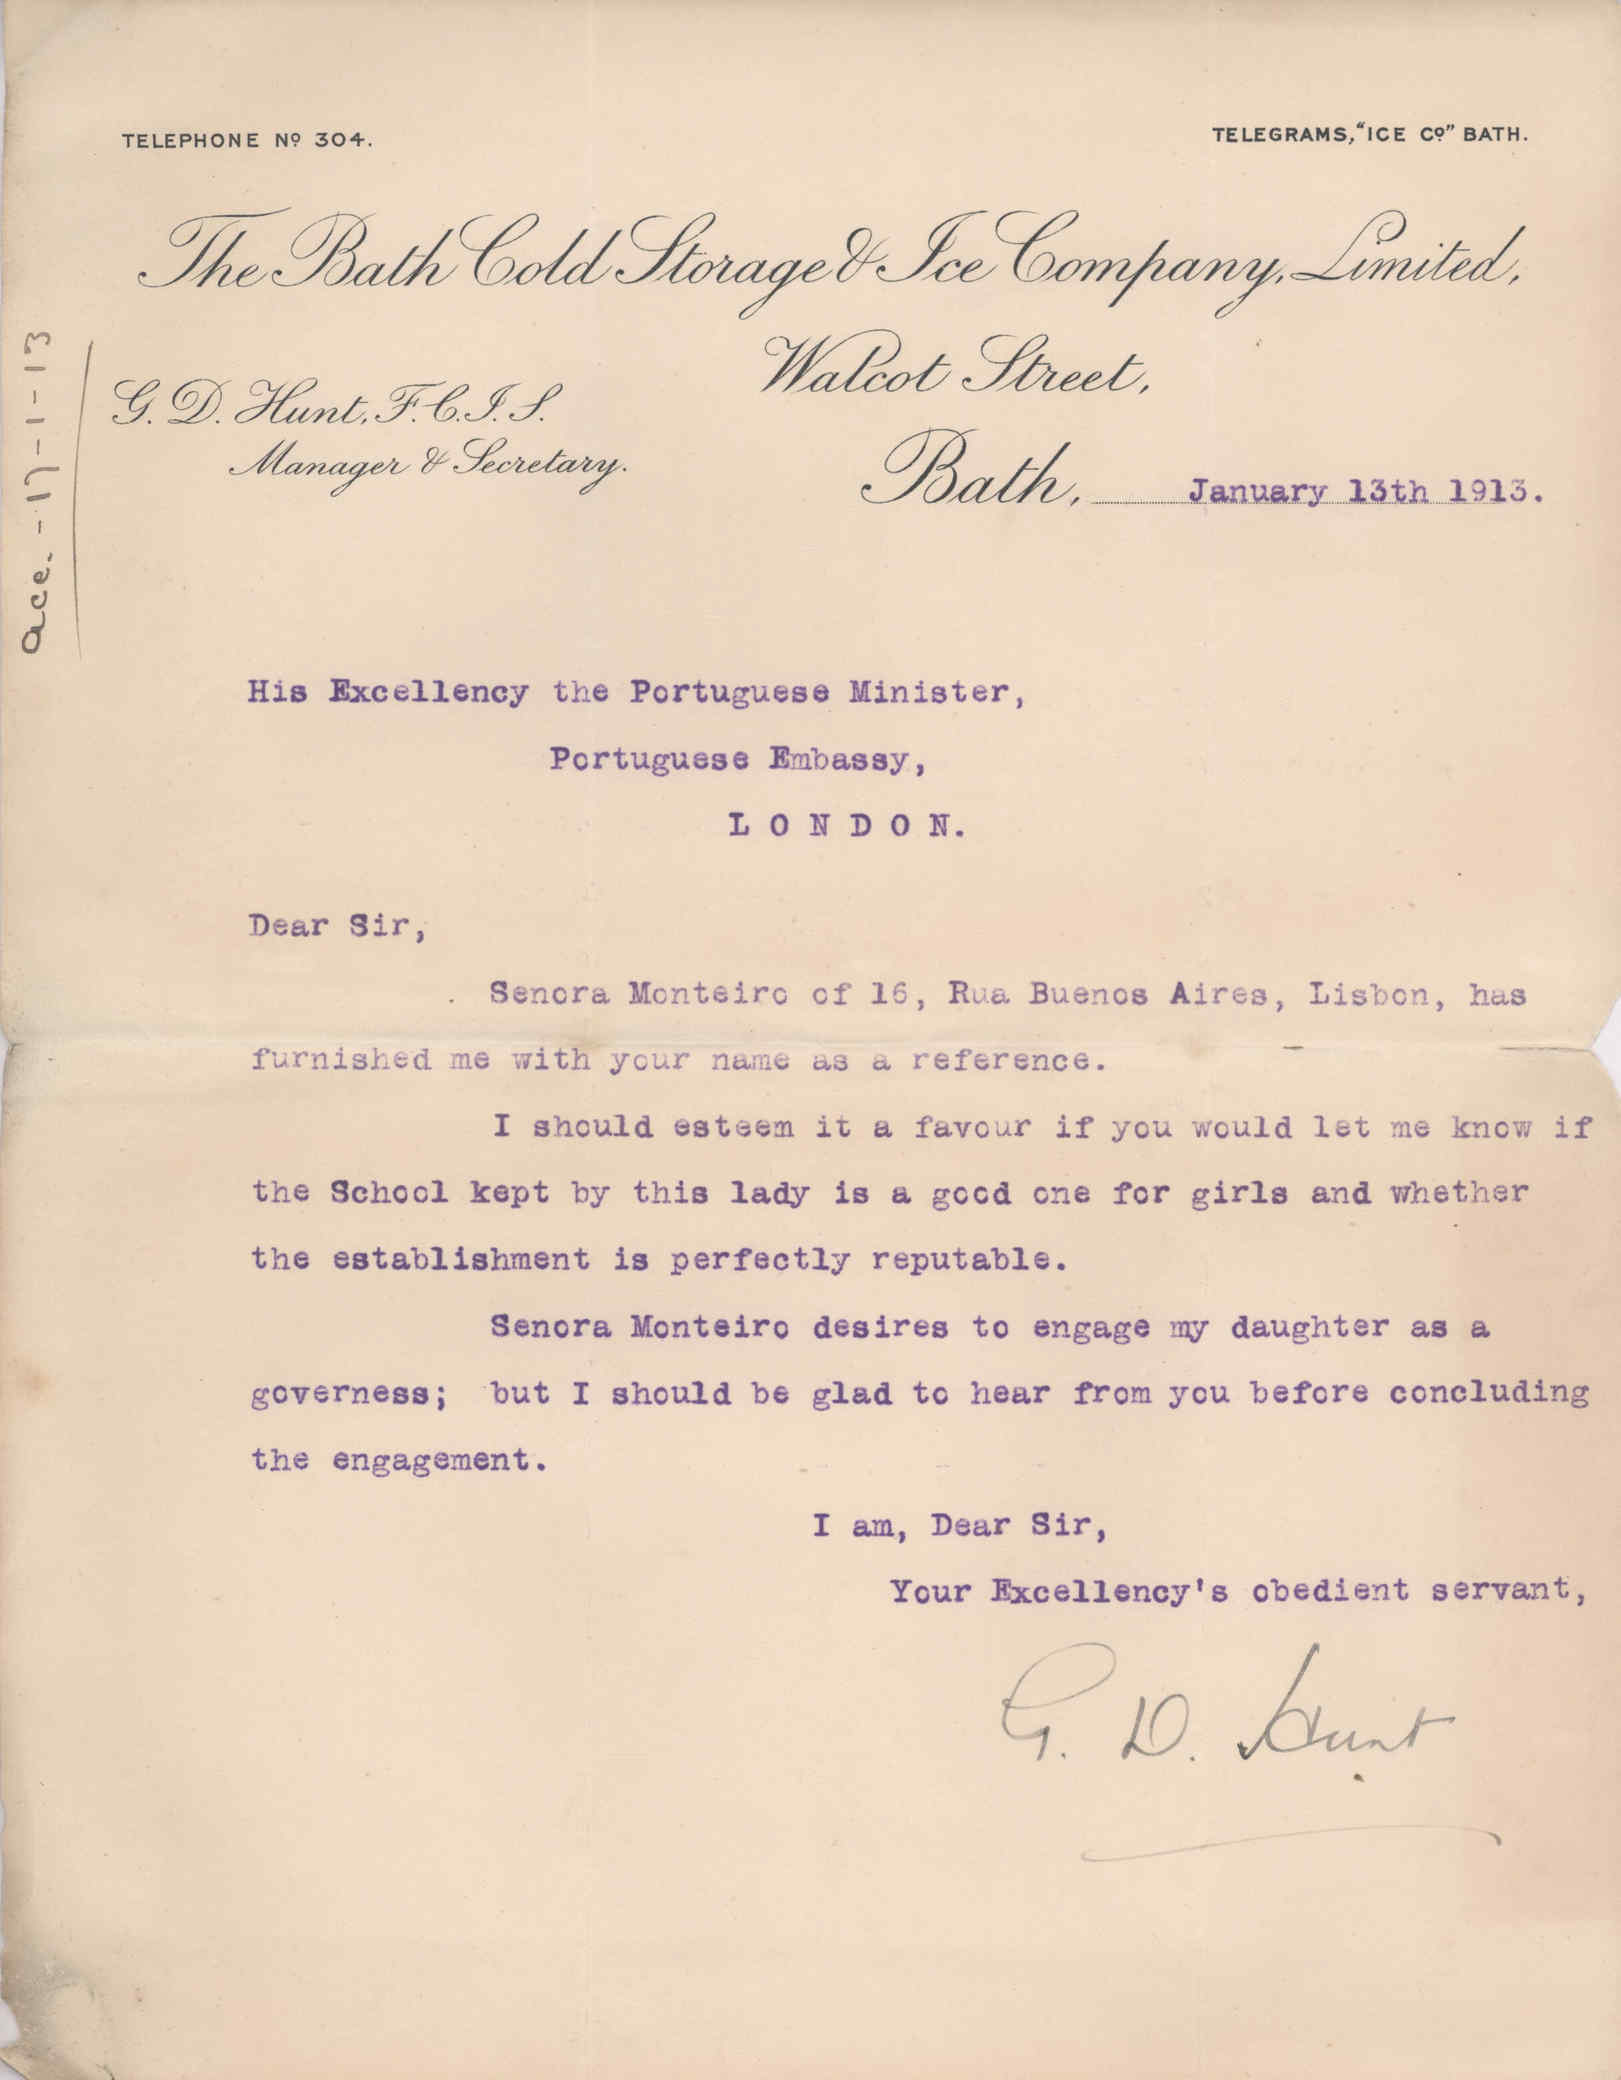 TELEPHONE Nº 304.
TELEGRAMS, "ICE Cº" BATH.
The Bath Cold Storage & Ice Company, Limited,
Walcot Street,
G. D. Hunt, F.C.I.S.
Manager & Secretary.
Bath, January 13th 1913.
ace. -17-1-13
His Excellency the Portuguese Minister,
Portuguese Embassy,
L O N D O N.
Dear Sir,
Senora Monteiro of 16, Rua Buenos Aires, Lisbon, has
furnished me with your name as a reference.
I should esteem it a favour if you would let me know if
the School kept by this lady is a good one for girls and whether
the establishment is perfectly reputable.
Senora Monteiro desires to engage my daughter as a
governess; but I should be glad to hear from you before concluding
the engagement.
I am, Dear Sir,
Your Excellency's obedient servant,
G. D. Hunt